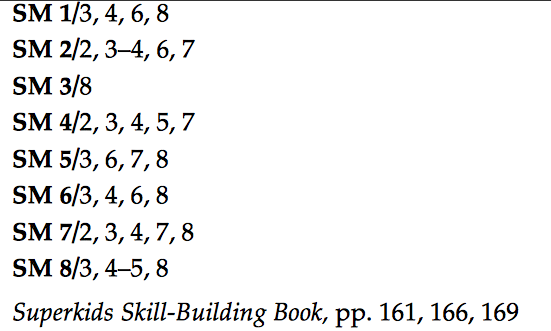 SM 1/3, 4, 6, 8
SM 2/2, 3–4, 6, 7
SM 3/8
SM 4/2, 3, 4, 5, 7
SM 5/3, 6, 7, 8
SM 6/3, 4, 6, 8
SM 7/2, 3, 4, 7, 8
SM 8/3, 4–5, 8
Superkids Skill-Building Book, pp. 161, 166, 169